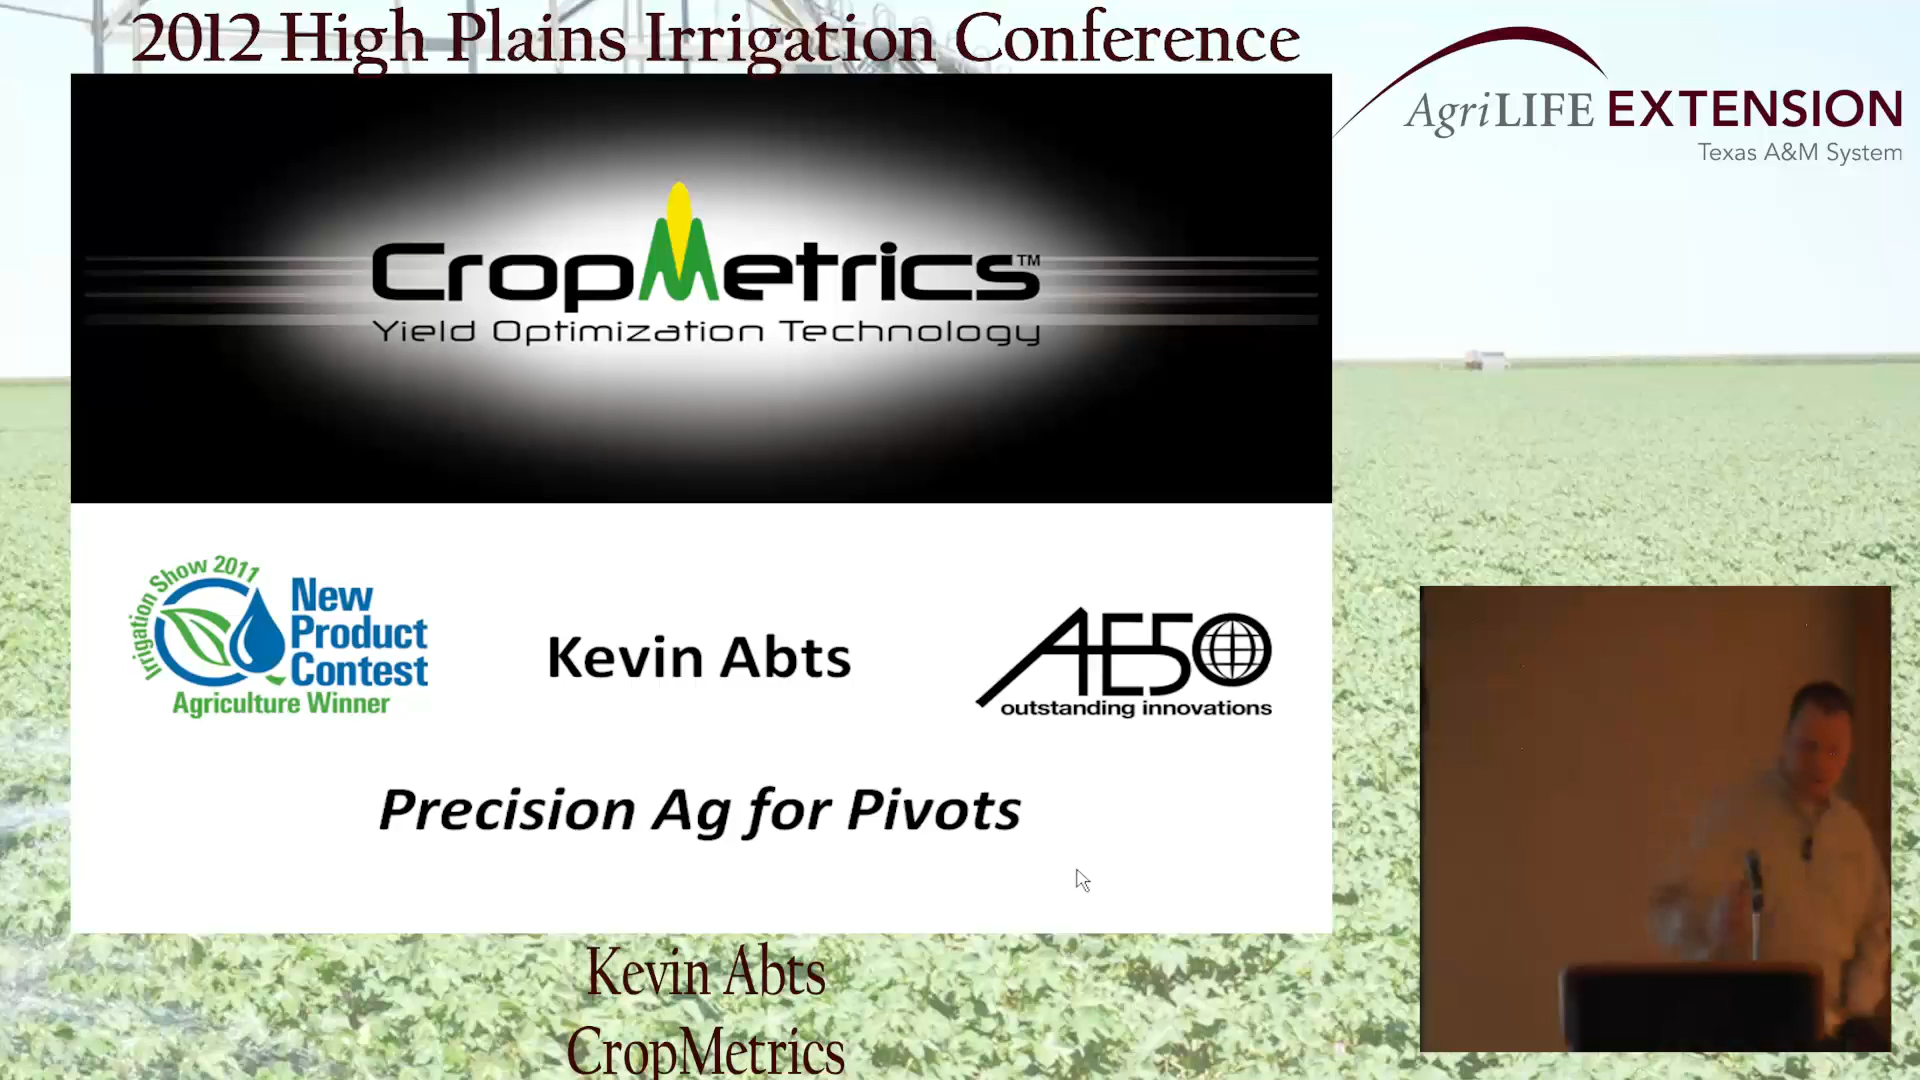 2012 High Plains Irrigation Conference
AgriLIFE EXTENSION
Texas A&M System
CropMetrics™
Yield Optimization Technology
Irrigation Show 2011
New
Product
Contest
Agriculture Winner
Kevin Abts
AE50
outstanding innovations
Precision Ag for Pivots
Kevin Abts
CropMetrics